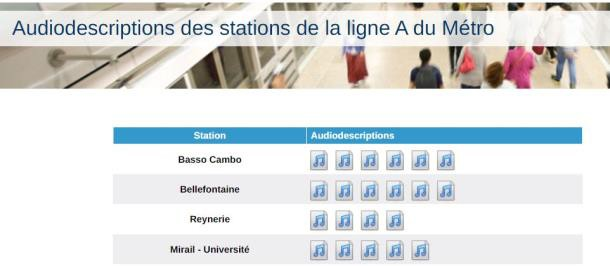 Audiodescriptions des stations de la ligne A du Métro
Station Audiodescriptions
Basso Cambo
Bellefontaine
Reynerie
Mirail - Université